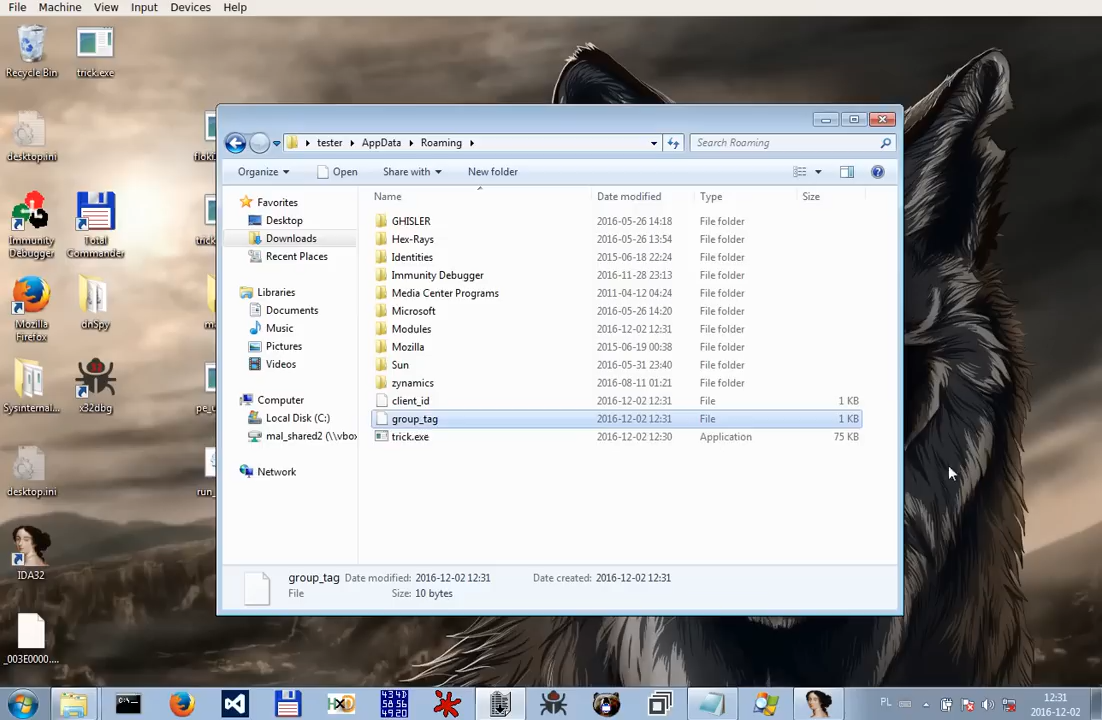 File Machine View Input Devices Help
Recycle Bin
trick.exe
desktop.ini
Immunity Debugger
Total Commander
Mozilla Firefox
dnSpy
Sysinternal...
x32dbg
desktop.ini
IDA32
_003E0000....
floki
trick
ma
pe_u
run_
tester AppData Roaming
Search Roaming
Organize Open Share with New folder
Favorites
Desktop
Downloads
Recent Places
Libraries
Documents
Music
Pictures
Videos
Computer
Local Disk (C:)
mal_shared2 (\\vbox
Network
Name Date modified Type Size
GHISLER 2016-05-26 14:18 File folder
Hex-Rays 2016-05-26 13:54 File folder
Identities 2015-06-18 22:24 File folder
Immunity Debugger 2016-11-28 23:13 File folder
Media Center Programs 2011-04-12 04:24 File folder
Microsoft 2016-05-26 14:20 File folder
Modules 2016-12-02 12:31 File folder
Mozilla 2015-06-19 00:38 File folder
Sun 2016-05-31 23:40 File folder
zynamics 2016-08-11 01:21 File folder
client_id 2016-12-02 12:31 File 1 KB
group_tag 2016-12-02 12:31 File 1 KB
trick.exe 2016-12-02 12:30 Application 75 KB
group_tag Date modified: 2016-12-02 12:31 Date created: 2016-12-02 12:31
File Size: 10 bytes
434D
5856
4920
PL
12:31
2016-12-02